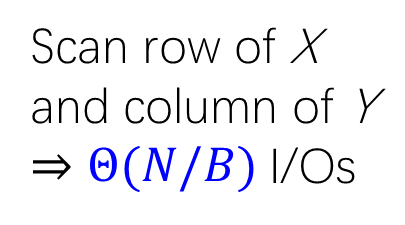 Scan row of X
and column of Y
⇒ Θ(N/B) I/Os